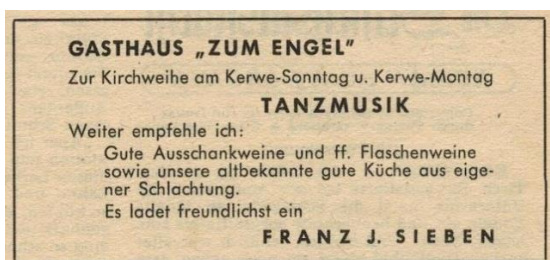 GASTHAUS „ZUM ENGEL”
Zur Kirchweihe am Kerwe-Sonntag u. Kerwe-Montag
TANZMUSIK
Weiter empfehle ich:
Gute Ausschankweine und ff. Flaschenweine
sowie unsere altbekannte gute Küche aus eige-
ner Schlachtung.
Es ladet freundlichst ein
FRANZ J. SIEBEN